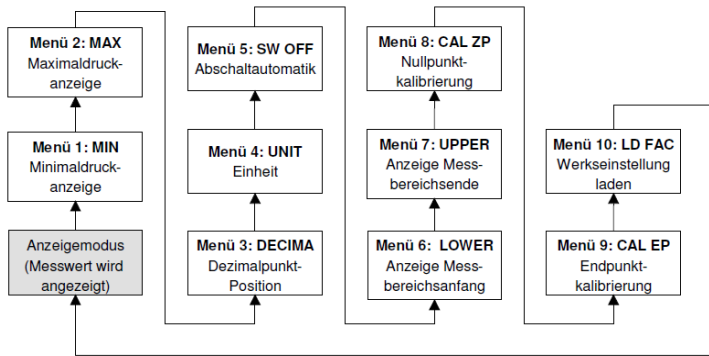 Menü 2: MAX
Maximaldruck-
anzeige
Menü 1: MIN
Minimaldruck-
anzeige
Anzeigemodus
(Messwert wird
angezeigt)
Menü 5: SW OFF
Abschaltautomatik
Menü 4: UNIT
Einheit
Menü 3: DECIMA
Dezimalpunkt-
Position
Menü 8: CAL ZP
Nullpunkt-
kalibrierung
Menü 7: UPPER
Anzeige Mess-
bereichsende
Menü 6: LOWER
Anzeige Mess-
bereichsanfang
Menü 10: LD FAC
Werkseinstellung
laden
Menü 9: CAL EP
Endpunkt-
kalibrierung